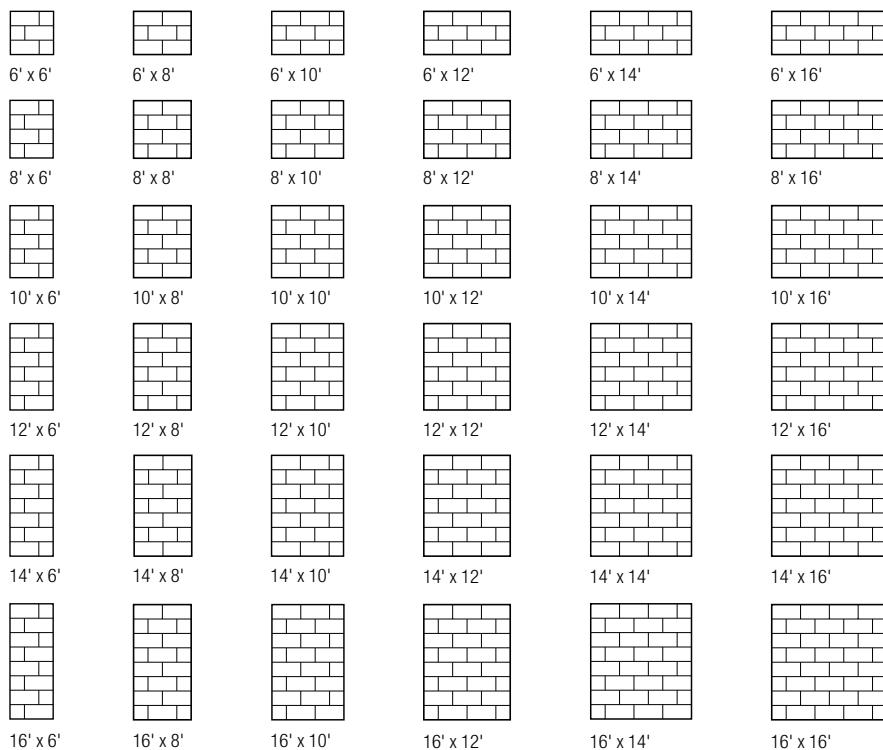 6' x 6' 6' x 8' 6' x 10' 6' x 12' 6' x 14' 6' x 16'
8' x 6' 8' x 8' 8' x 10' 8' x 12' 8' x 14' 8' x 16'
10' x 6' 10' x 8' 10' x 10' 10' x 12' 10' x 14' 10' x 16'
12' x 6' 12' x 8' 12' x 10' 12' x 12' 12' x 14' 12' x 16'
14' x 6' 14' x 8' 14' x 10' 14' x 12' 14' x 14' 14' x 16'
16' x 6' 16' x 8' 16' x 10' 16' x 12' 16' x 14' 16' x 16'